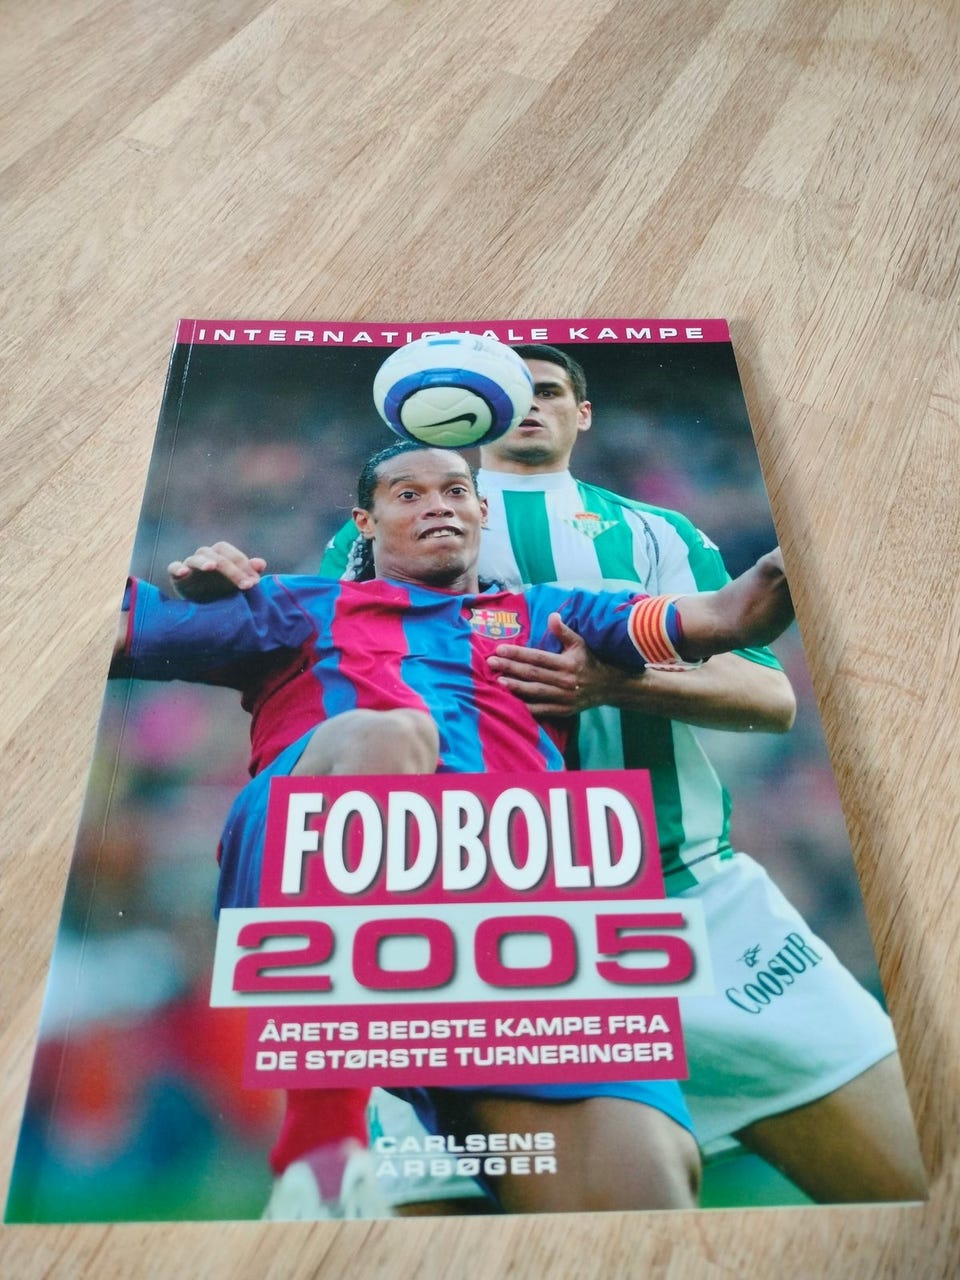 INTERNATIONALE KAMPE
FODBOLD
2005
ÅRETS BEDSTE KAMPE FRA
DE STØRSTE TURNERINGER
COOSUR
CARLSENS
ÅRBØGER